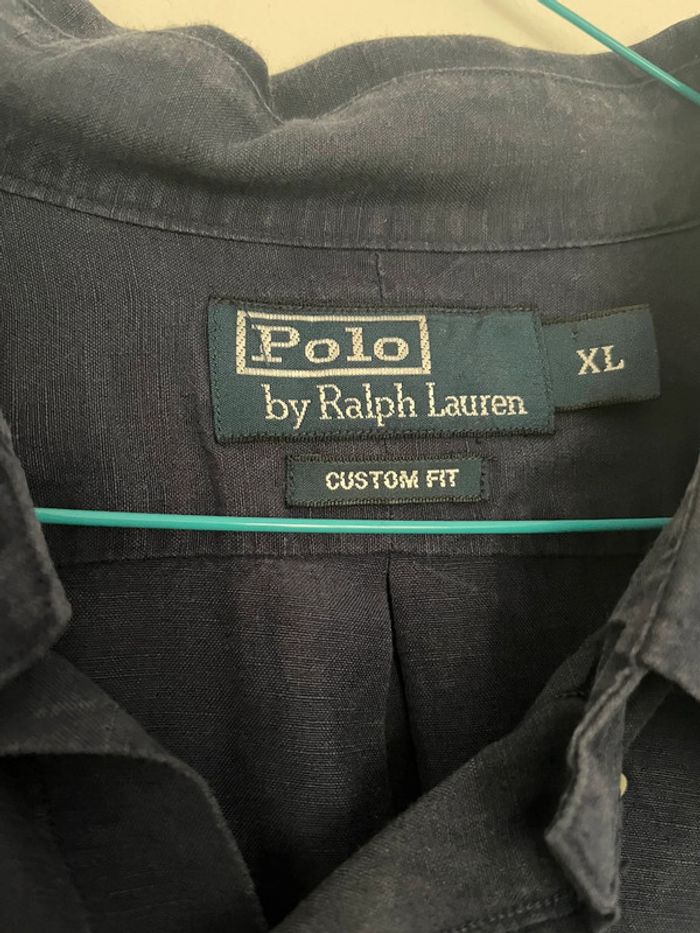 Polo
by Ralph Lauren
XL
CUSTOM FIT